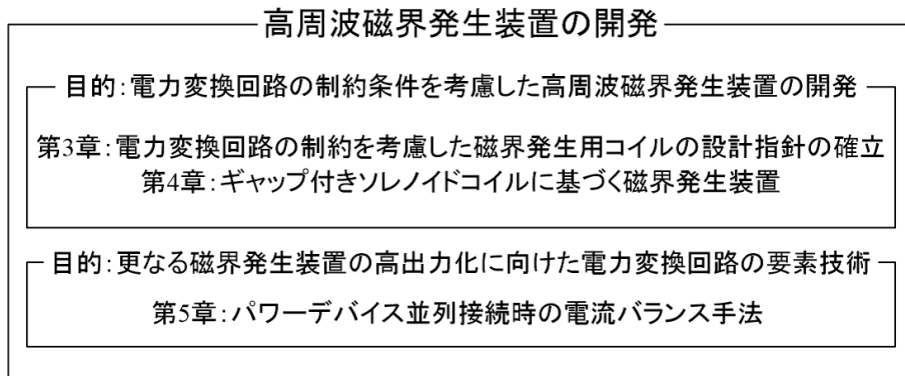 高周波磁界発生装置の開発
目的:電力変換回路の制約条件を考慮した高周波磁界発生装置の開発
第3章:電力変換回路の制約を考慮した磁界発生用コイルの設計指針の確立
第4章:ギャップ付きソレノイドコイルに基づく磁界発生装置
目的:更なる磁界発生装置の高出力化に向けた電力変換回路の要素技術
第5章:パワーデバイス並列接続時の電流バランス手法